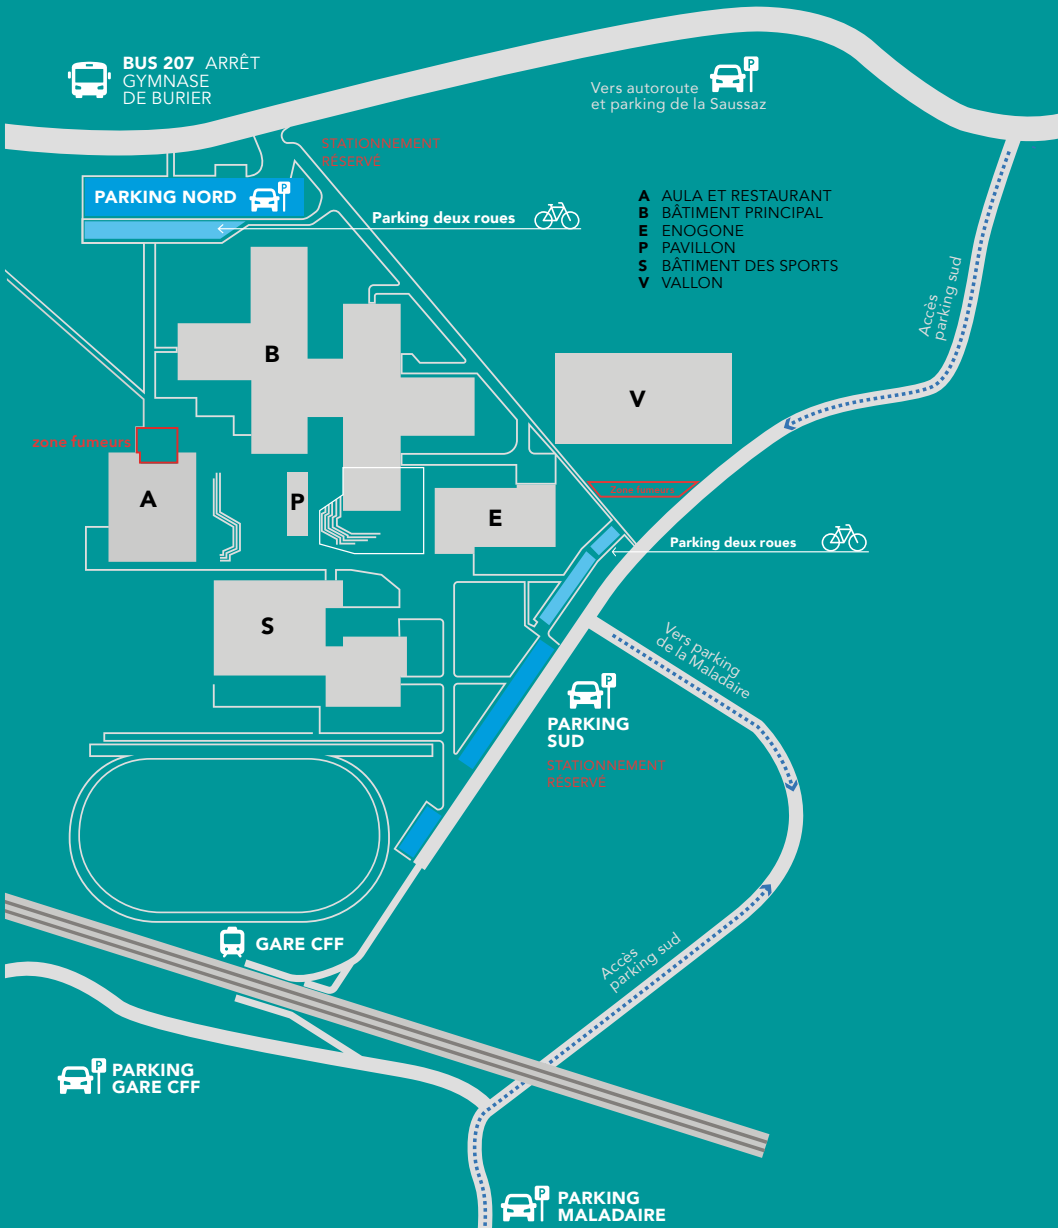 BUS 207 ARRÊT
GYMNASE
DE BURIER
P
Vers autoroute
et parking de la Saussaz
STATIONNEMENT
RÉSERVÉ
PARKING NORD
P
Parking deux roues
A AULA ET RESTAURANT
B BÂTIMENT PRINCIPAL
E ENOGONE
P PAVILLON
S BÂTIMENT DES SPORTS
V VALLON
Accès
parking sud
B
V
zone fumeurs
A
P
E
Zone fumeurs
Parking deux roues
S
Vers parking
de la Maladaire
P
PARKING
SUD
STATIONNEMENT
RÉSERVÉ
GARE CFF
Accès
parking sud
P
PARKING
GARE CFF
P
PARKING
MALADAIRE